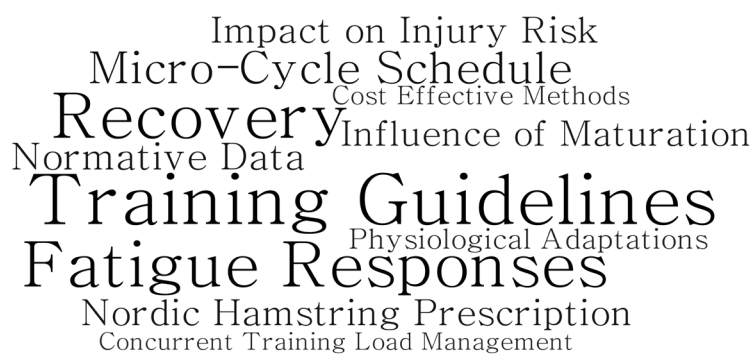 Impact on Injury Risk
Micro-Cycle Schedule
Cost Effective Methods
Recovery
Influence of Maturation
Normative Data
Training Guidelines
Physiological Adaptations
Fatigue Responses
Nordic Hamstring Prescription
Concurrent Training Load Management